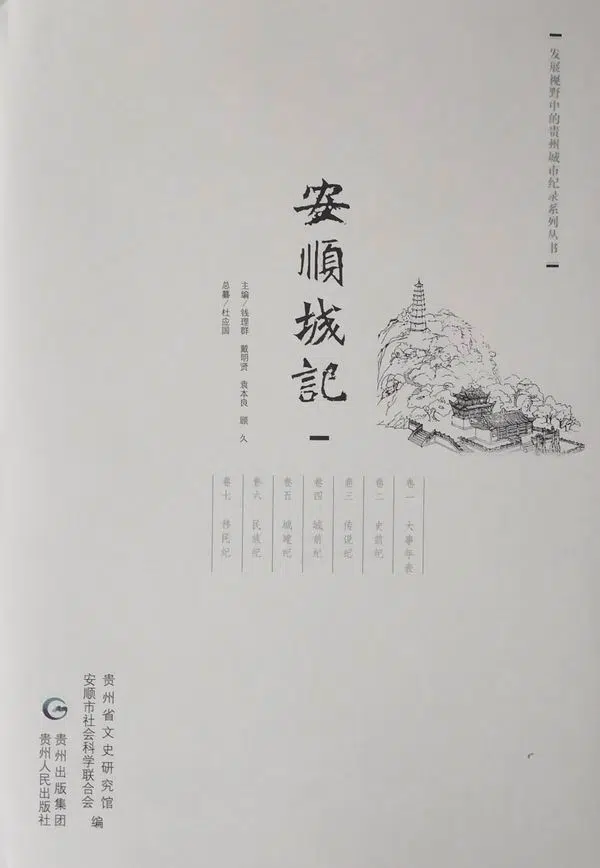 发展视野中的贵州城市纪录系列丛书
安順城記
一
主编/钱理群 戴明贤 袁本良 顾久
总纂/杜应国
卷一 大事年表
卷二 史前纪
卷三 传说纪
卷四 城前纪
卷五 城建纪
卷六 民族纪
卷七 移民纪
贵州省文史研究馆
安顺市社会科学联合会 编
贵州出版集团
贵州人民出版社